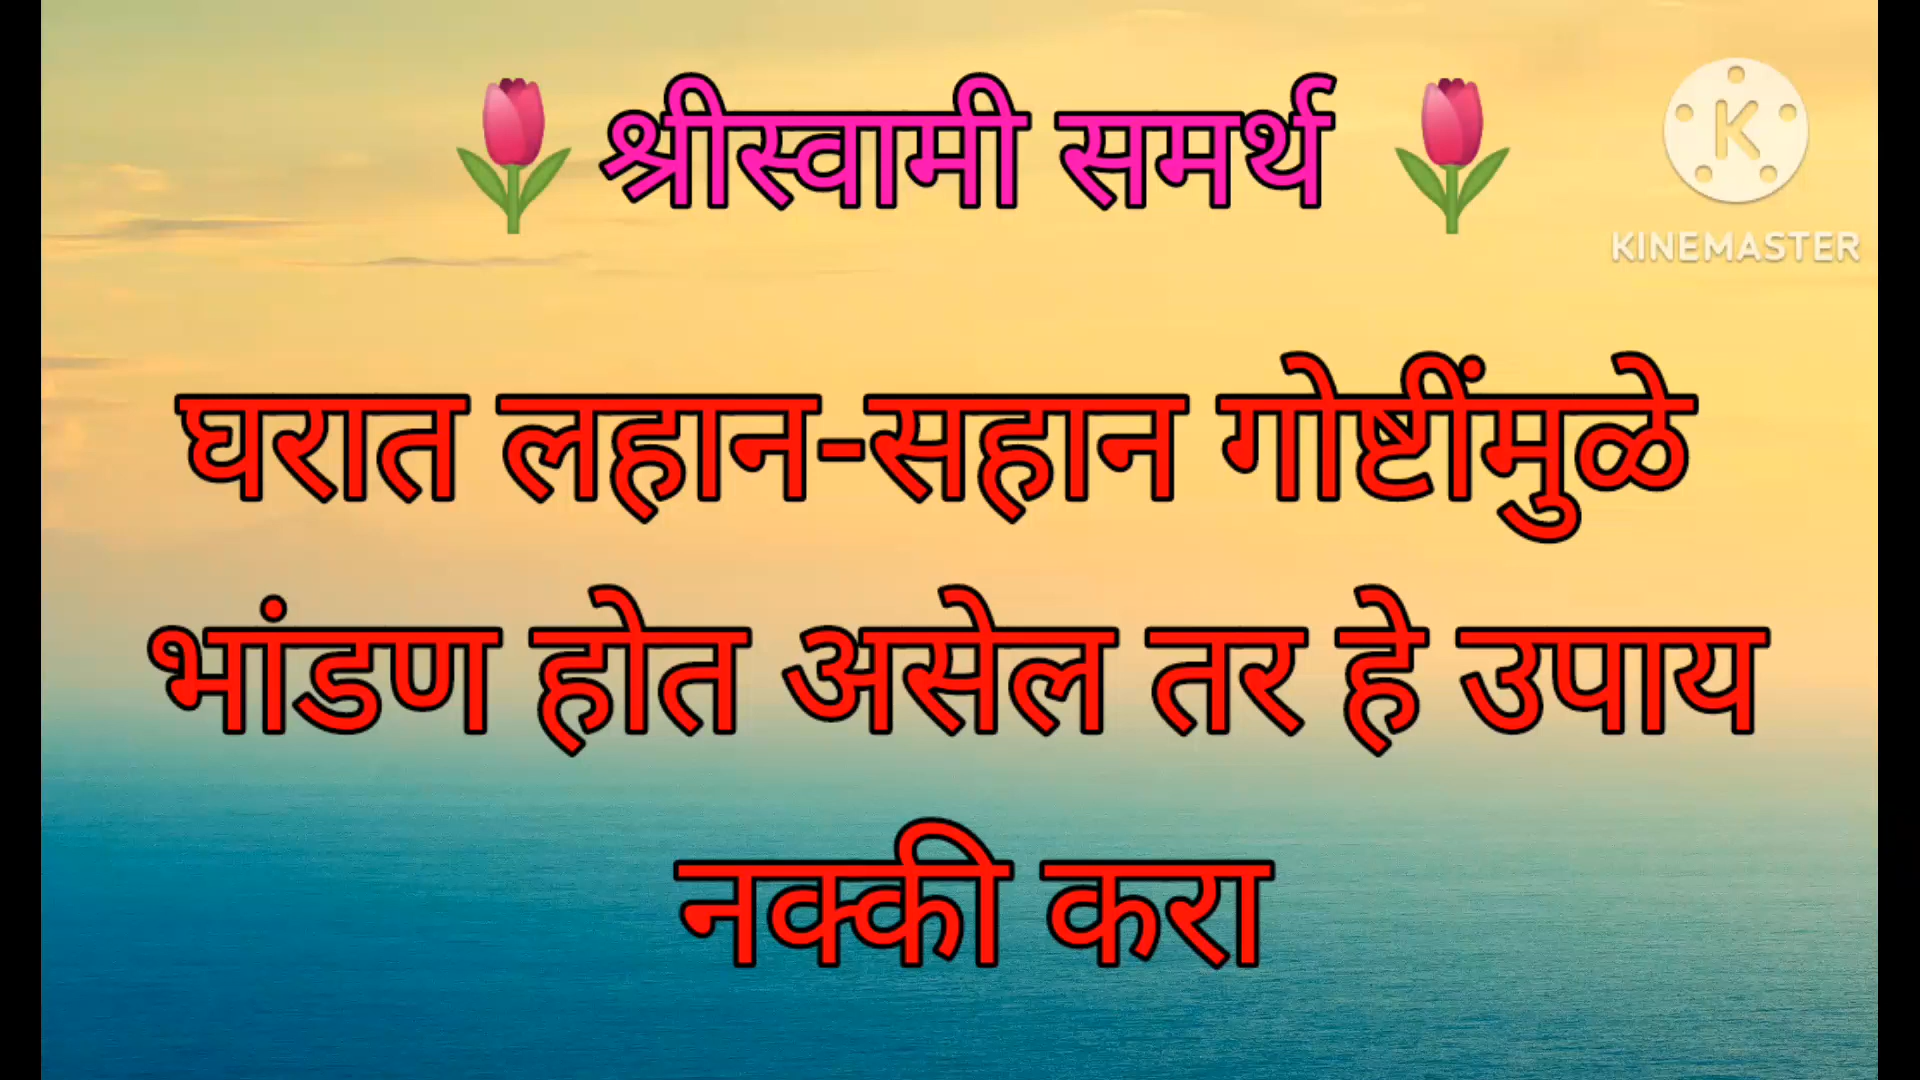 🌷श्रीस्वामी समर्थ 🌷
KINEMASTER
घरात लहान-सहान गोष्टींमुळे
भांडण होत असेल तर हे उपाय
नक्की करा